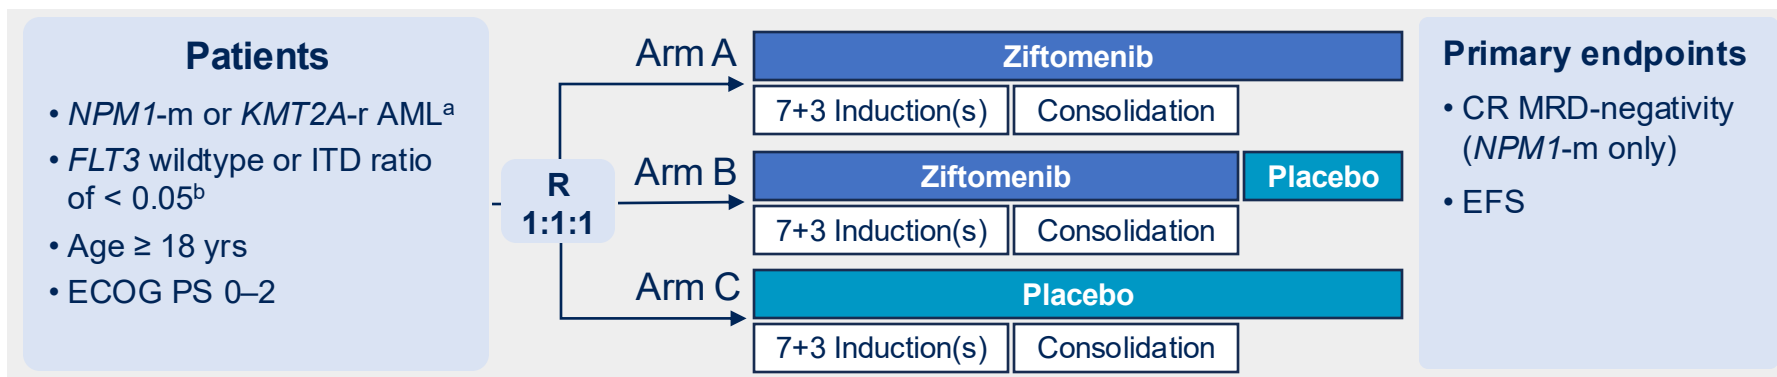 Patients
• NPM1-m or KMT2A-r AMLᵃ
• FLT3 wildtype or ITD ratio
of < 0.05ᵇ
• Age ≥ 18 yrs
• ECOG PS 0–2
R
1:1:1
Arm A
Ziftomenib
7+3 Induction(s)
Consolidation
Arm B
Ziftomenib
Placebo
7+3 Induction(s)
Consolidation
Arm C
Placebo
7+3 Induction(s)
Consolidation
Primary endpoints
• CR MRD-negativity
(NPM1-m only)
• EFS